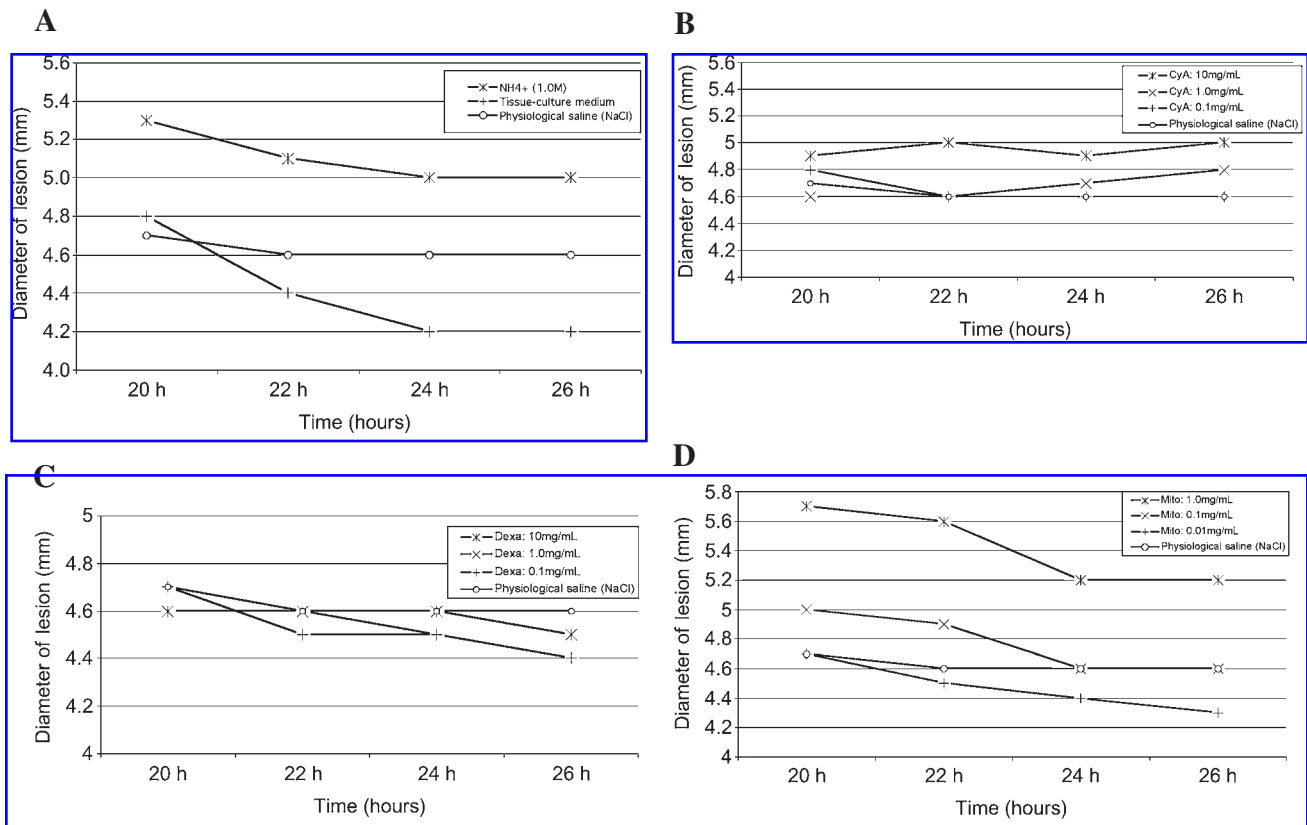 A
Diameter of lesion (mm)
5.6
5.4
5.2
5.0
4.8
4.6
4.4
4.2
4.0
NH4+ (1.0M)
Tissue-culture medium
Physiological saline (NaCl)
20 h 22 h 24 h 26 h
Time (hours)
B
Diameter of lesion (mm)
5.6
5.4
5.2
5
4.8
4.6
4.4
4.2
4
CyA: 10mg/mL
CyA: 1.0mg/mL
CyA: 0.1mg/mL
Physiological saline (NaCl)
20 h 22 h 24 h 26 h
Time (hours)
C
Diameter of lesion (mm)
5
4.8
4.6
4.4
4.2
4
Dexa: 10mg/mL
Dexa: 1.0mg/mL
Dexa: 0.1mg/mL
Physiological saline (NaCl)
20 h 22 h 24 h 26 h
Time (hours)
D
Diameter of lesion (mm)
5.8
5.6
5.4
5.2
5
4.8
4.6
4.4
4.2
4
Mito: 1.0mg/mL
Mito: 0.1mg/mL
Mito: 0.01mg/mL
Physiological saline (NaCl)
20 h 22 h 24 h 26 h
Time (hours)